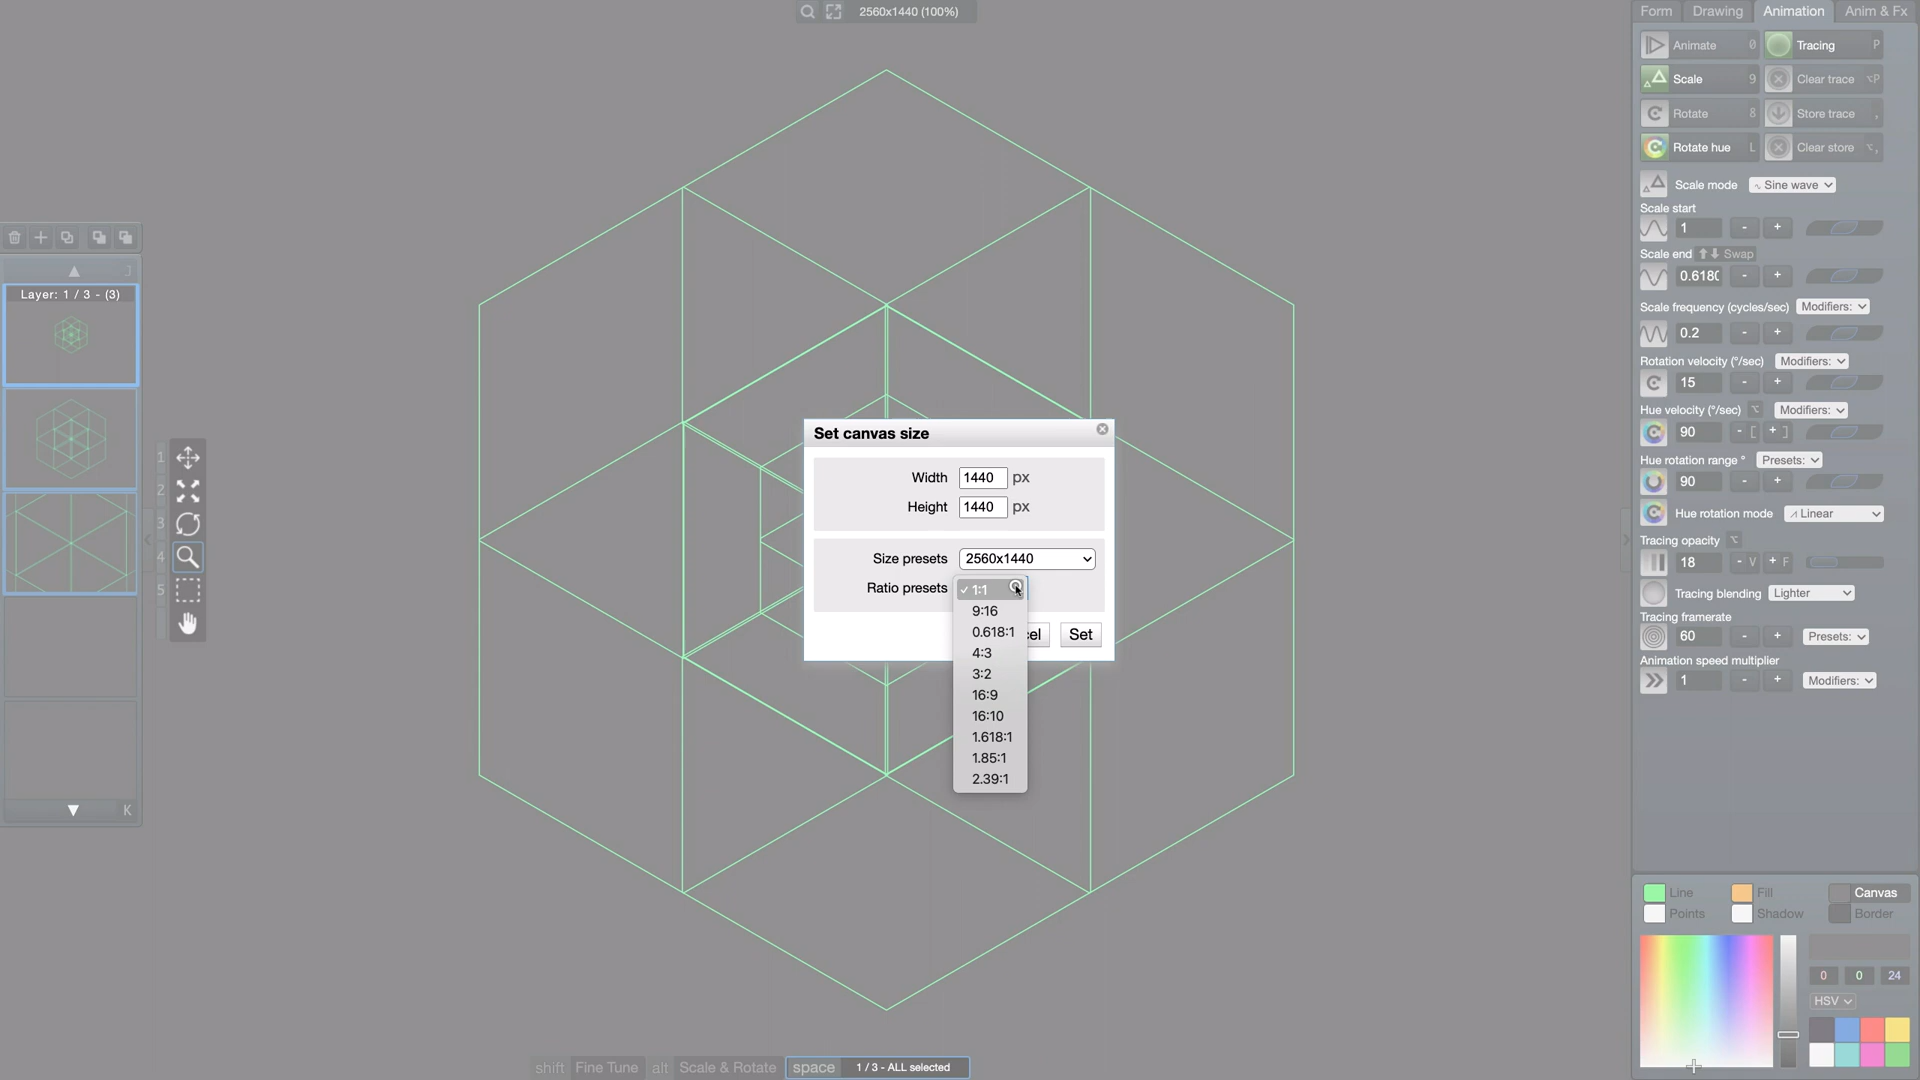 2560x1440 (100%)
Form Drawing Animation Anim & Fx
Animate 0 Tracing P
Scale 9 Clear trace ⌥P
Rotate 8 Store trace ,
Rotate hue L Clear store ⌥,
Scale mode Sine wave
Scale start
1 - +
Scale end Swap
0.6180 - +
Scale frequency (cycles/sec) Modifiers:
0.2 - +
Rotation velocity (°/sec) Modifiers:
15 - +
Hue velocity (°/sec) ⌥ Modifiers:
90 - [ + ]
Hue rotation range ° Presets:
90 - +
Hue rotation mode Linear
Tracing opacity ⌥
18 - V + F
Tracing blending Lighter
Tracing framerate
60 - + Presets:
Animation speed multiplier
1 - + Modifiers:
J
Layer: 1 / 3 - (3)
K
1
2
3
4
5
Set canvas size
Width 1440 px
Height 1440 px
Size presets 2560x1440
Ratio presets ✓ 1:1
9:16
0.618:1
4:3
3:2
16:9
16:10
1.618:1
1.85:1
2.39:1
Set
Line Fill Canvas
Points Shadow Border
0 0 24
HSV
shift Fine Tune alt Scale & Rotate space 1 / 3 - ALL selected